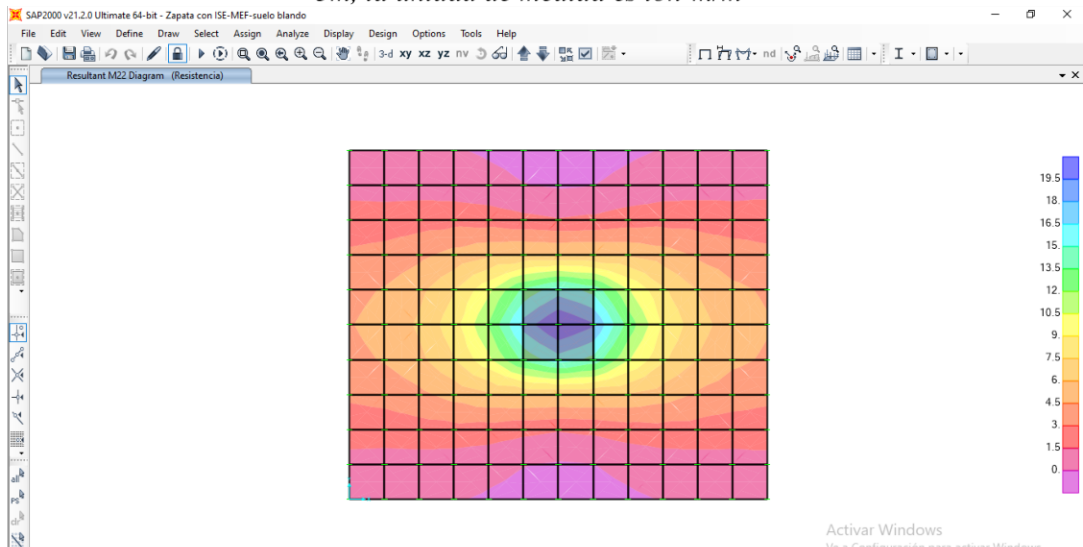 SAP2000 v21.2.0 Ultimate 64-bit - Zapata con ISE-MEF-suelo blando
File Edit View Define Draw Select Assign Analyze Display Design Options Tools Help
3-d xy xz yz nv
nd
Resultant M22 Diagram (Resistencia)
19.5
18.
16.5
15.
13.5
12.
10.5
9.
7.5
6.
4.5
3.
1.5
0.
all
PS
dr
Activar Windows